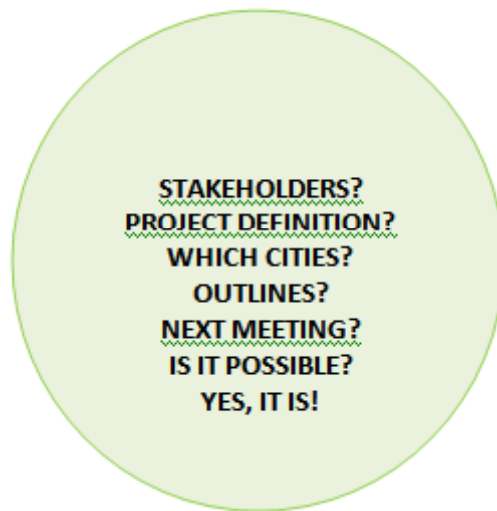 STAKEHOLDERS?
PROJECT DEFINITION?
WHICH CITIES?
OUTLINES?
NEXT MEETING?
IS IT POSSIBLE?
YES, IT IS!